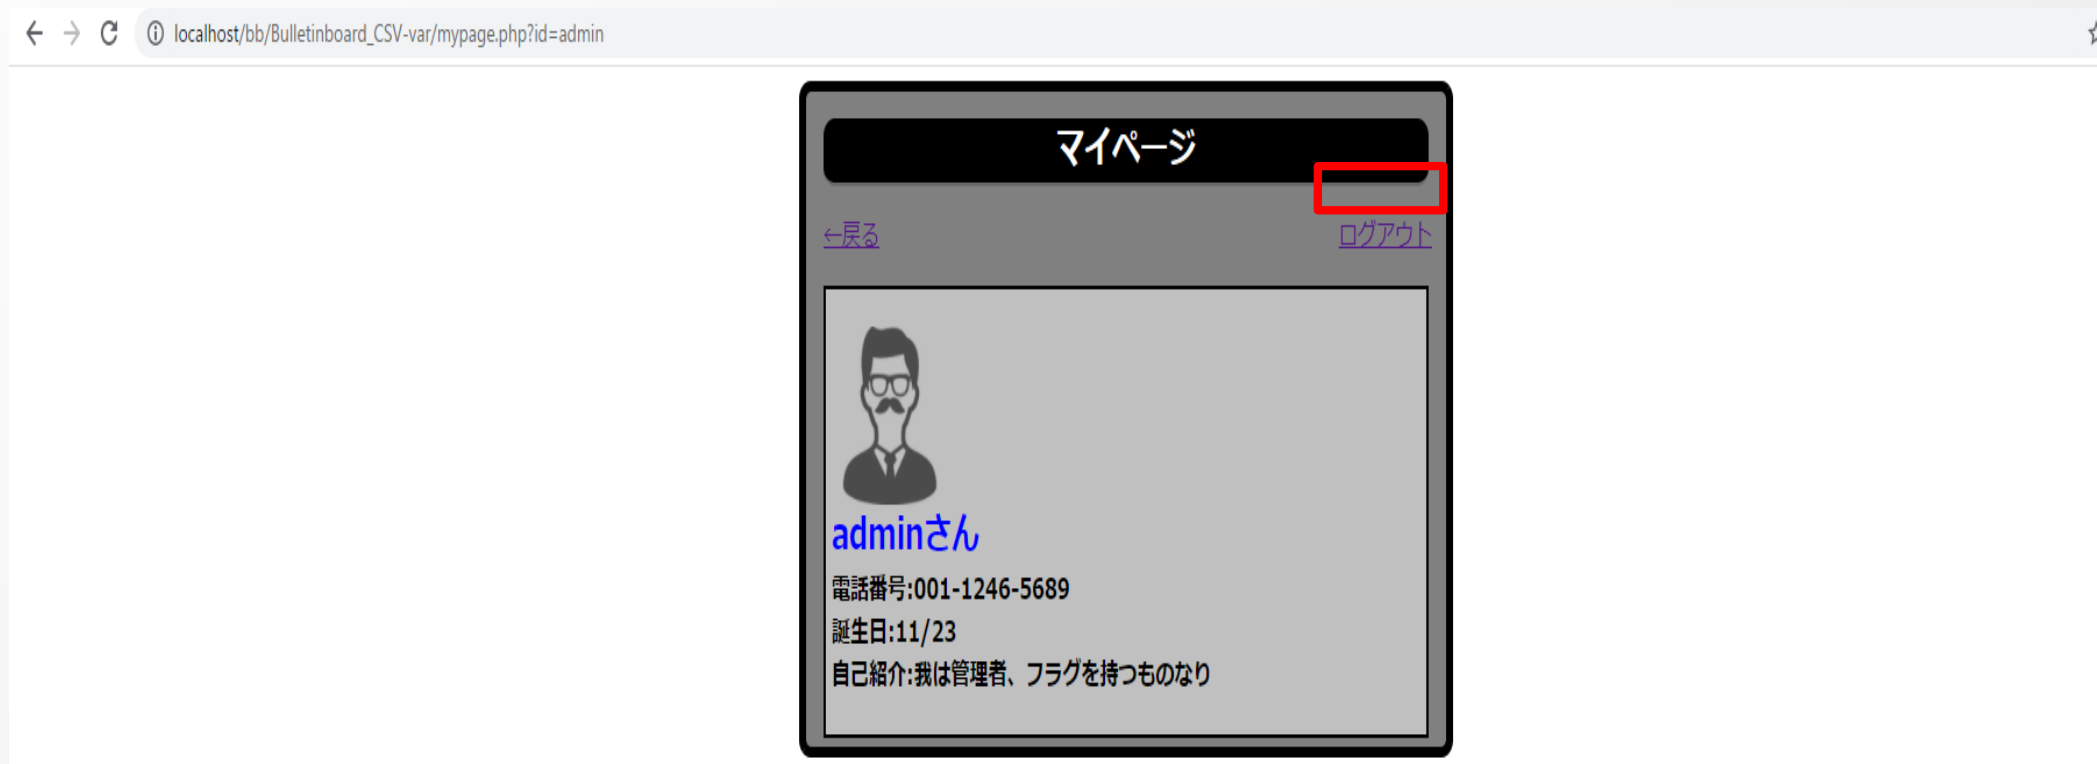 localhost/bb/Bulletinboard_CSV-var/mypage.php?id=admin
マイページ
←戻る ログアウト
adminさん
電話番号:001-1246-5689
誕生日:11/23
自己紹介:我は管理者、フラグを持つものなり